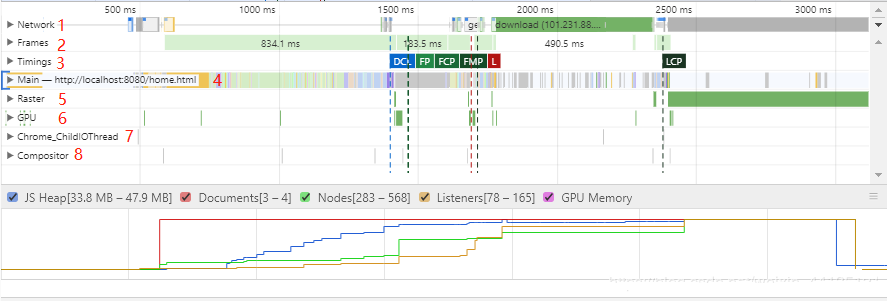 500 ms 1000 ms 1500 ms 2000 ms 2500 ms 3000 ms
▶ Network 1 ge download (101.231.88....
▶ Frames 2 834.1 ms 183.5 ms 490.5 ms
▶ Timings 3 DCL FP FCP FMP L LCP
▶ Main — http://localhost:8080/home.html 4
▶ Raster 5
▶ GPU 6
▶ Chrome_ChildIOThread 7
▶ Compositor 8
JS Heap[33.8 MB – 47.9 MB] Documents[3 – 4] Nodes[283 – 568] Listeners[78 – 165] GPU Memory